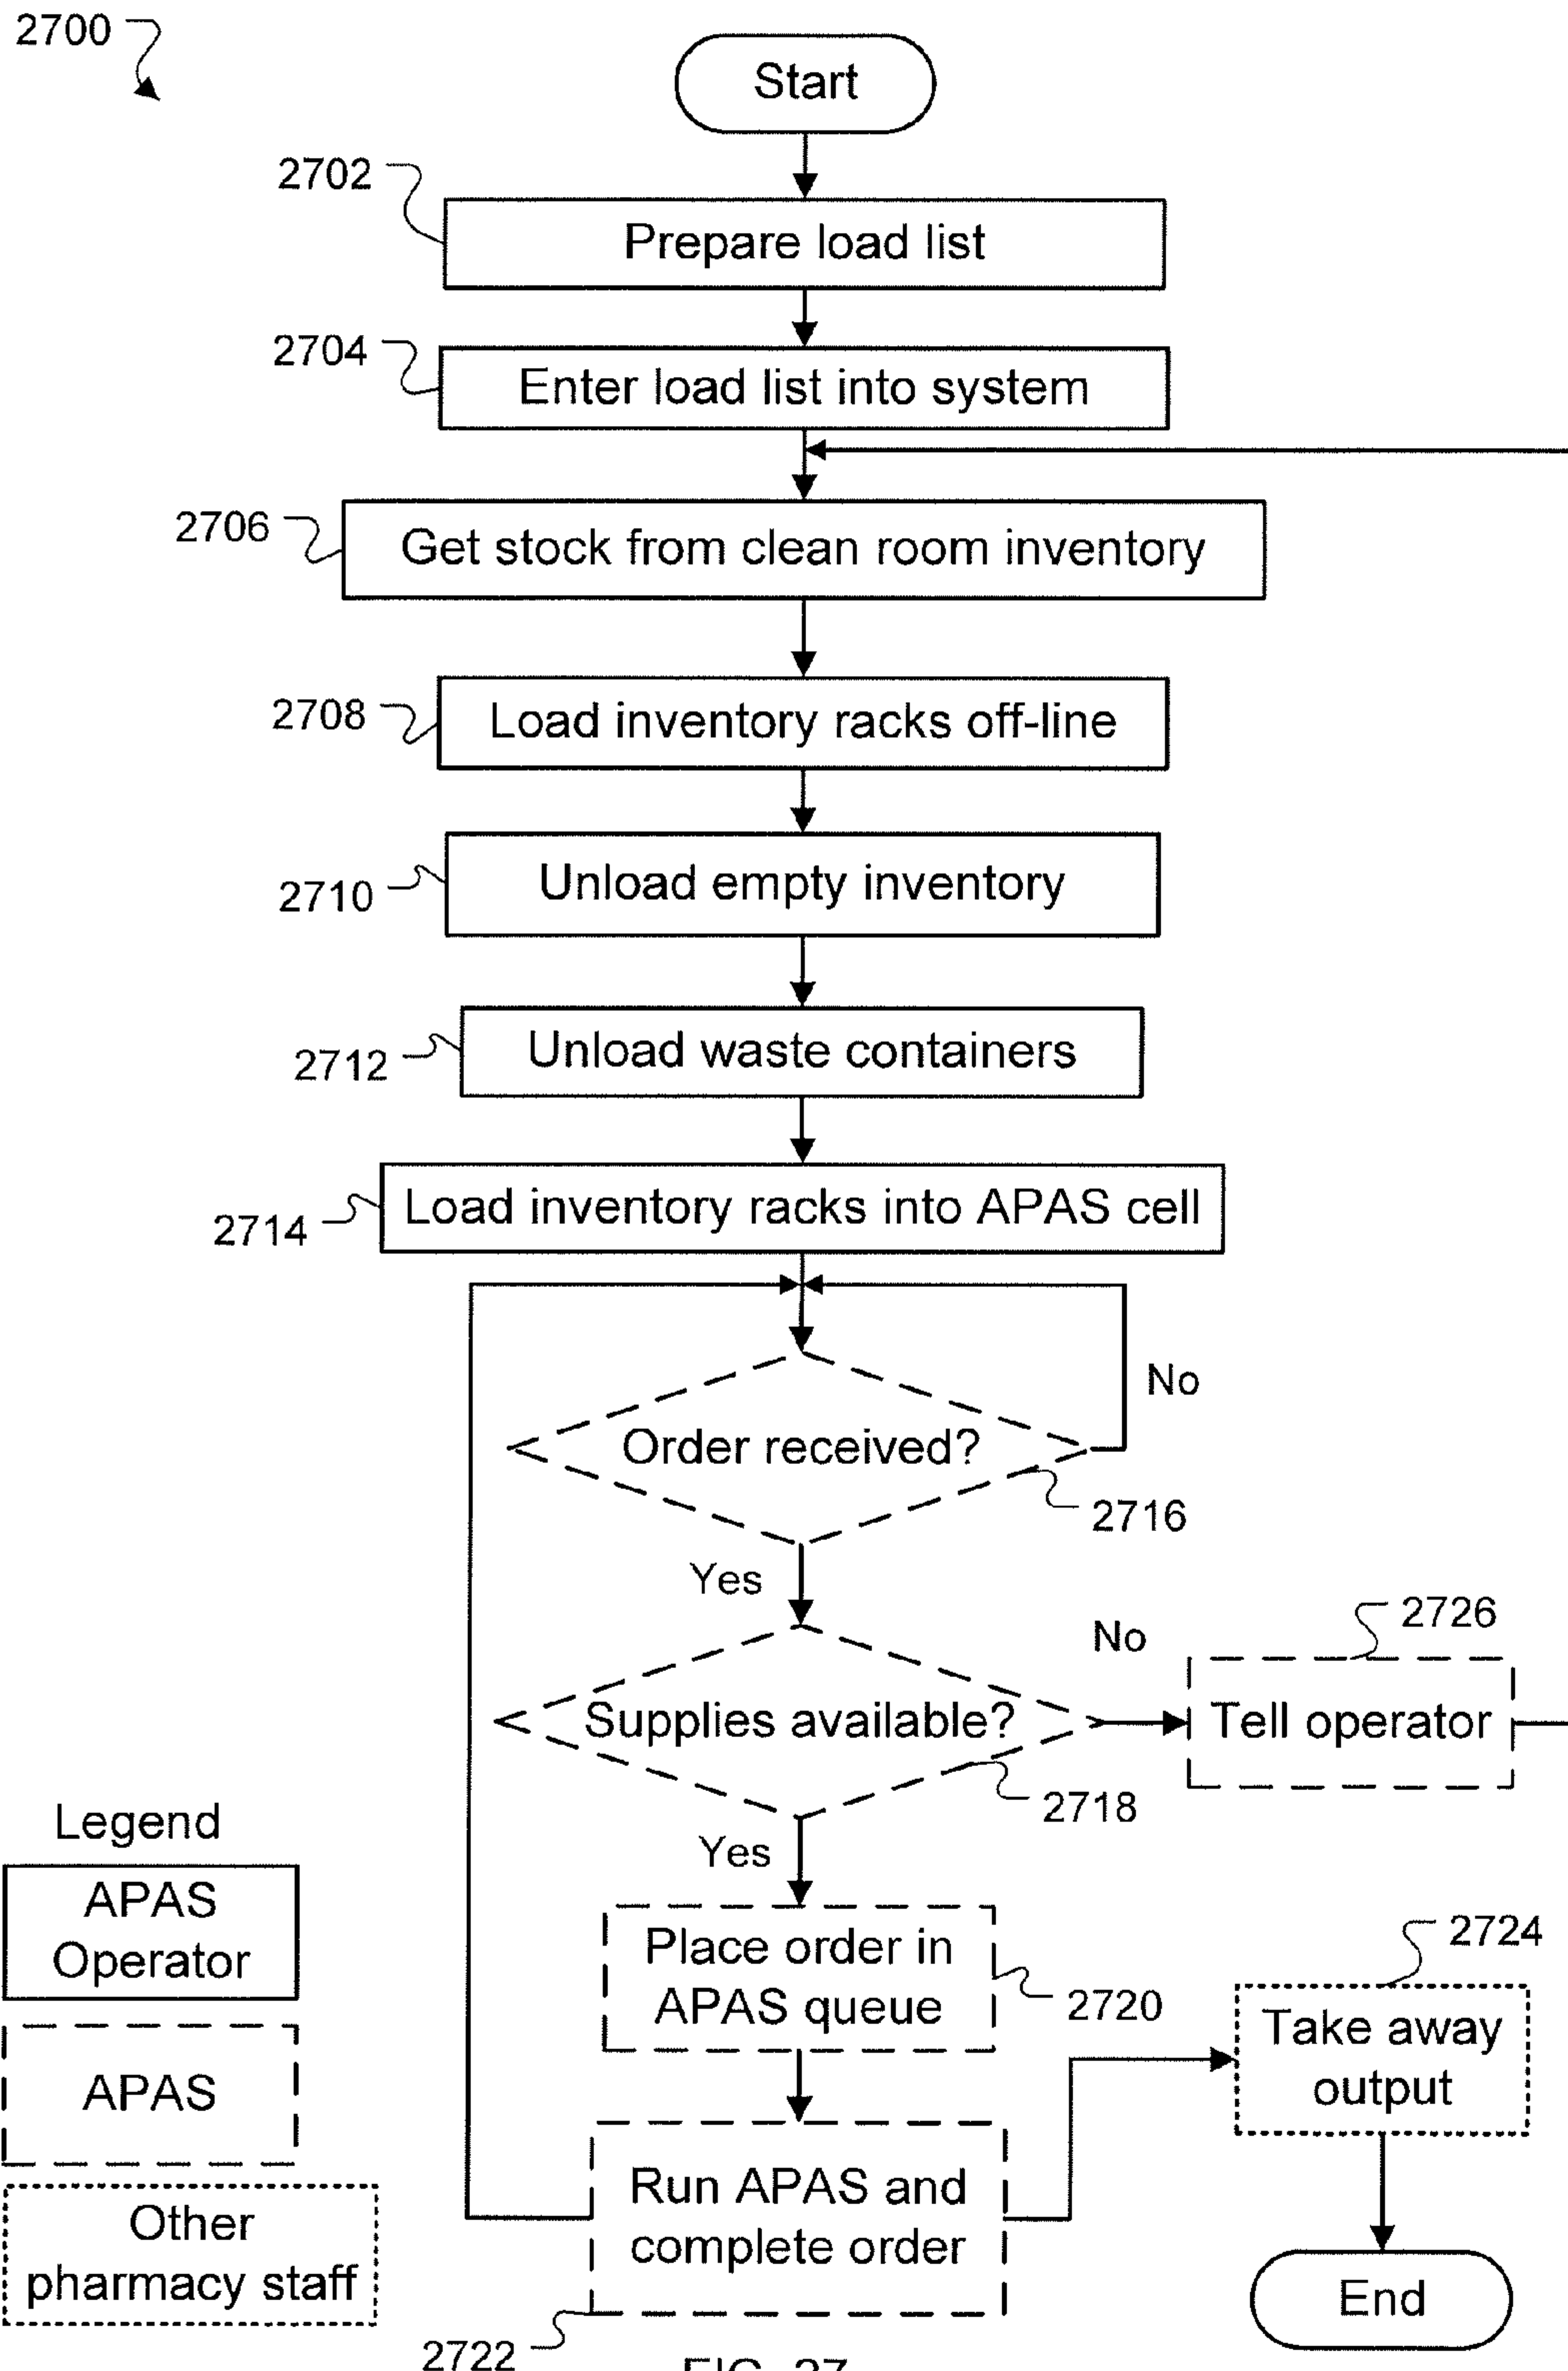 2700
Start
2702
Prepare load list
2704
Enter load list into system
2706
Get stock from clean room inventory
2708
Load inventory racks off-line
2710
Unload empty inventory
2712
Unload waste containers
2714
Load inventory racks into APAS cell
No
Order received?
2716
Yes
2726
No
Supplies available?
Tell operator
2718
Yes
Legend
APAS
Operator
APAS
Other
pharmacy staff
Place order in
APAS queue
2720
2724
Take away
output
Run APAS and
complete order
2722
End
FIG. 27